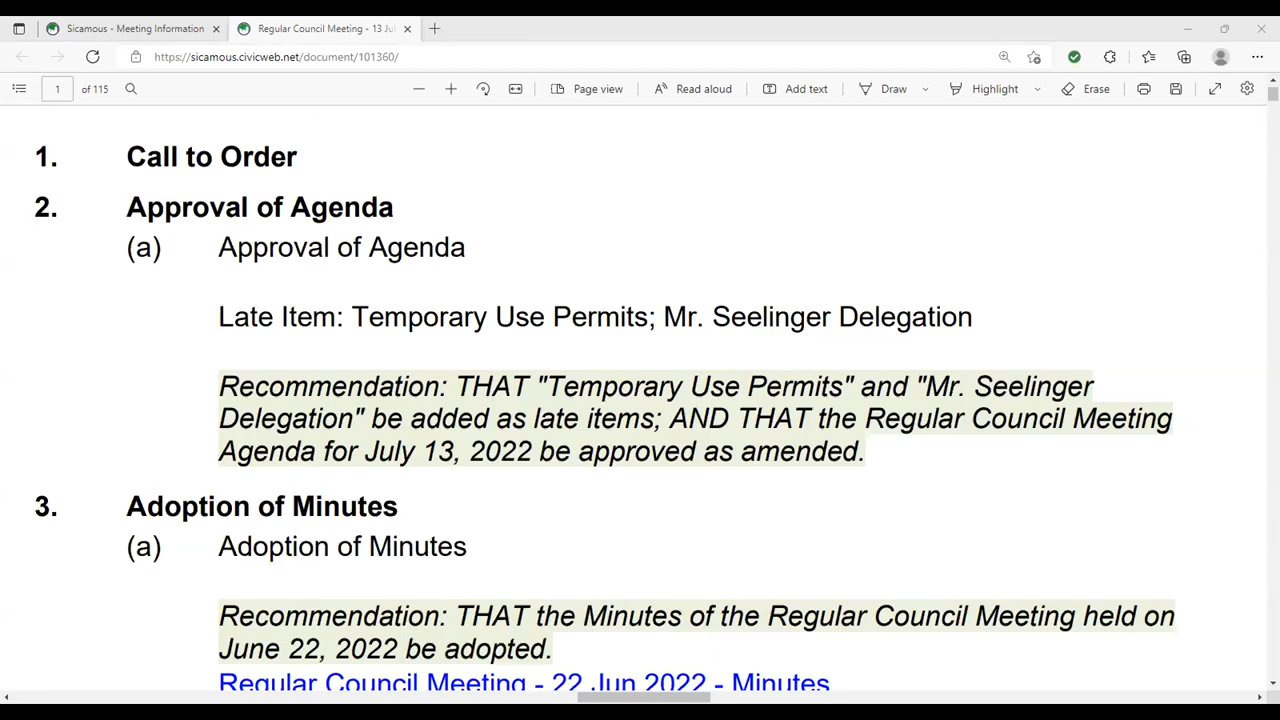 Sicamous - Meeting Information
Regular Council Meeting - 13 Jul
https://sicamous.civicweb.net/document/101360/
1 of 115
Page view
Read aloud
Add text
Draw
Highlight
Erase
1. Call to Order
2. Approval of Agenda
(a) Approval of Agenda
Late Item: Temporary Use Permits; Mr. Seelinger Delegation
Recommendation: THAT "Temporary Use Permits" and "Mr. Seelinger
Delegation" be added as late items; AND THAT the Regular Council Meeting
Agenda for July 13, 2022 be approved as amended.
3. Adoption of Minutes
(a) Adoption of Minutes
Recommendation: THAT the Minutes of the Regular Council Meeting held on
June 22, 2022 be adopted.
Regular Council Meeting - 22 Jun 2022 - Minutes